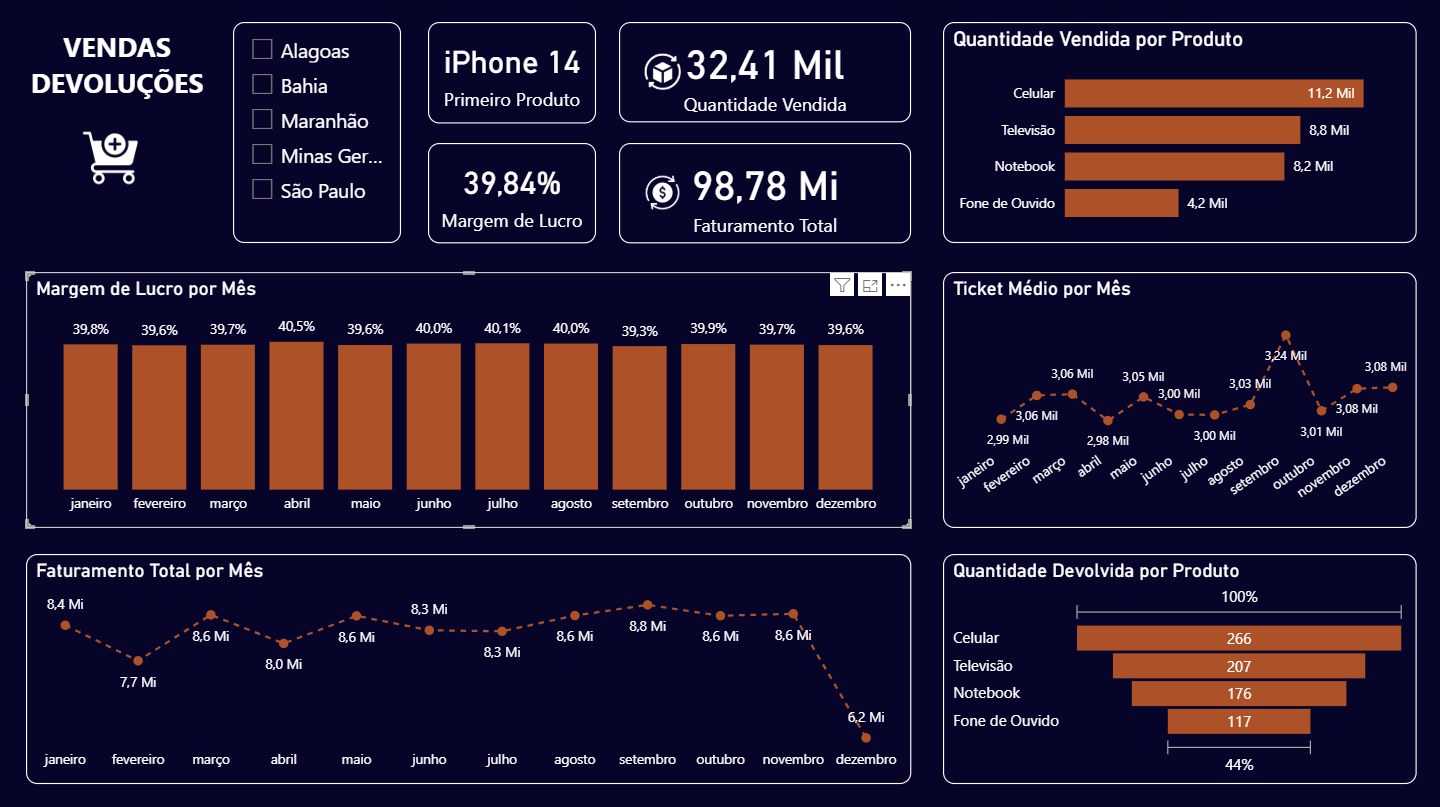 VENDAS
DEVOLUÇÕES
Alagoas
Bahia
Maranhão
Minas Ger...
São Paulo
iPhone 14
Primeiro Produto
39,84%
Margem de Lucro
32,41 Mil
Quantidade Vendida
98,78 Mi
Faturamento Total
Quantidade Vendida por Produto
Celular 11,2 Mil
Televisão 8,8 Mil
Notebook 8,2 Mil
Fone de Ouvido 4,2 Mil
Margem de Lucro por Mês
39,8% 39,6% 39,7% 40,5% 39,6% 40,0% 40,1% 40,0% 39,3% 39,9% 39,7% 39,6%
janeiro fevereiro março abril maio junho julho agosto setembro outubro novembro dezembro
Ticket Médio por Mês
2,99 Mil 3,06 Mil 3,06 Mil 2,98 Mil 3,05 Mil 3,00 Mil 3,00 Mil 3,03 Mil 3,24 Mil 3,01 Mil 3,08 Mil 3,08 Mil
janeiro fevereiro março abril maio junho julho agosto setembro outubro novembro dezembro
Faturamento Total por Mês
8,4 Mi 7,7 Mi 8,6 Mi 8,0 Mi 8,6 Mi 8,3 Mi 8,3 Mi 8,6 Mi 8,8 Mi 8,6 Mi 8,6 Mi 6,2 Mi
janeiro fevereiro março abril maio junho julho agosto setembro outubro novembro dezembro
Quantidade Devolvida por Produto
100%
Celular 266
Televisão 207
Notebook 176
Fone de Ouvido 117
44%